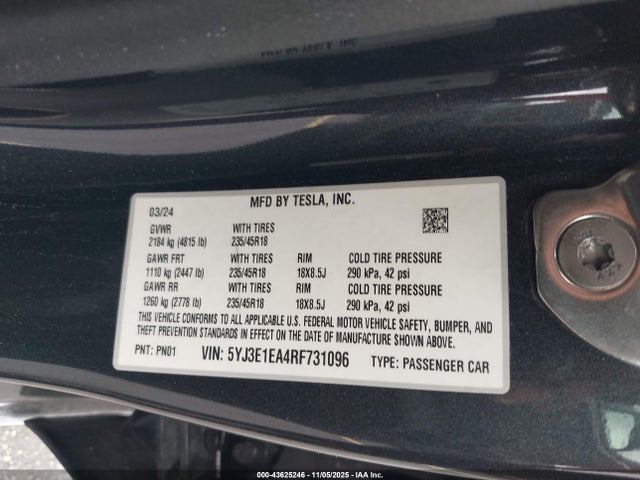 MFD BY TESLA, INC.
MFD BY TESLA, INC.
03/24
GVWR WITH TIRES
2184 kg (4815 lb) 235/45R18
GAWR FRT WITH TIRES RIM COLD TIRE PRESSURE
1110 kg (2447 lb) 235/45R18 18X8.5J 290 kPa, 42 psi
GAWR RR WITH TIRES RIM COLD TIRE PRESSURE
1260 kg (2778 lb) 235/45R18 18X8.5J 290 kPa, 42 psi
THIS VEHICLE CONFORMS TO ALL APPLICABLE U.S. FEDERAL MOTOR VEHICLE SAFETY, BUMPER, AND
THEFT PREVENTION STANDARDS IN EFFECT ON THE DATE OF MANUFACTURE SHOWN ABOVE.
PNT: PN01 VIN: 5YJ3E1EA4RF731096 TYPE: PASSENGER CAR
000-43625246 - 11/05/2025 - IAA Inc.